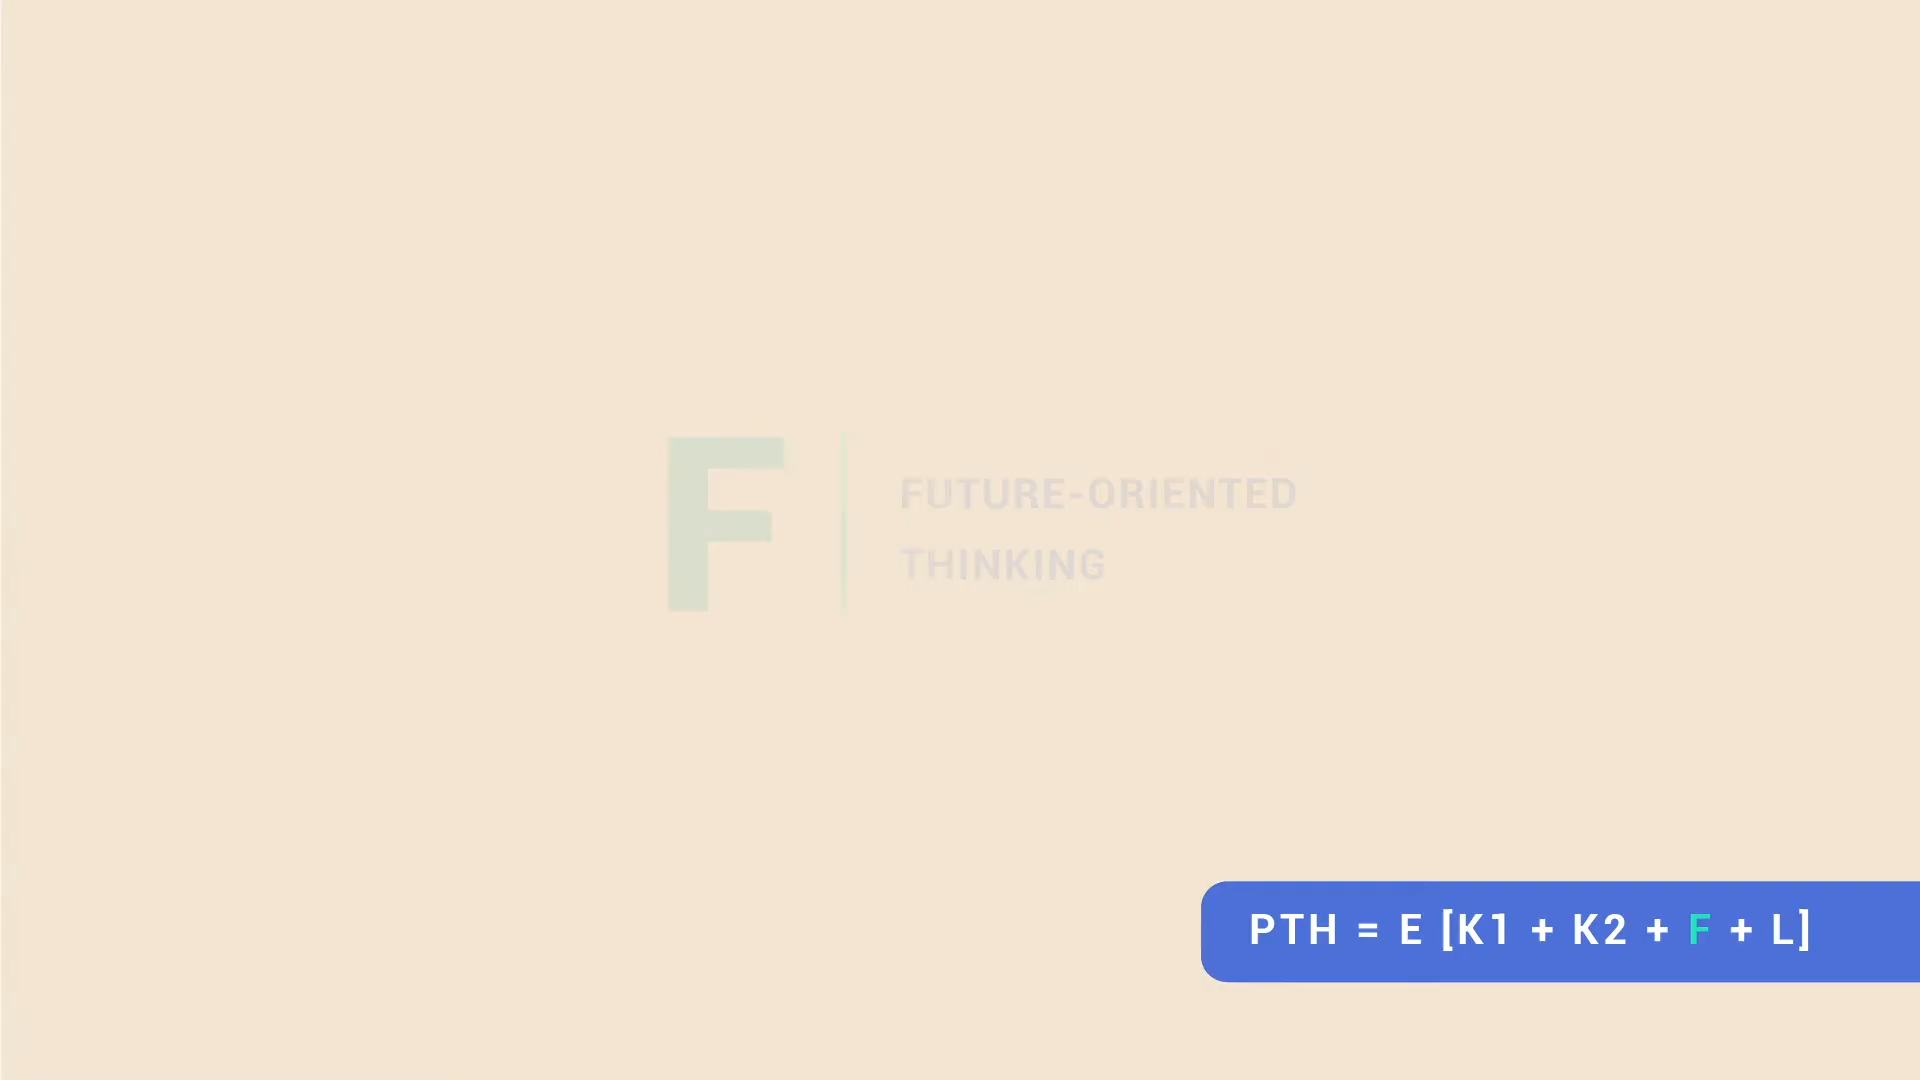 F
FUTURE-ORIENTED
THINKING
PTH = E [K1 + K2 + F + L]